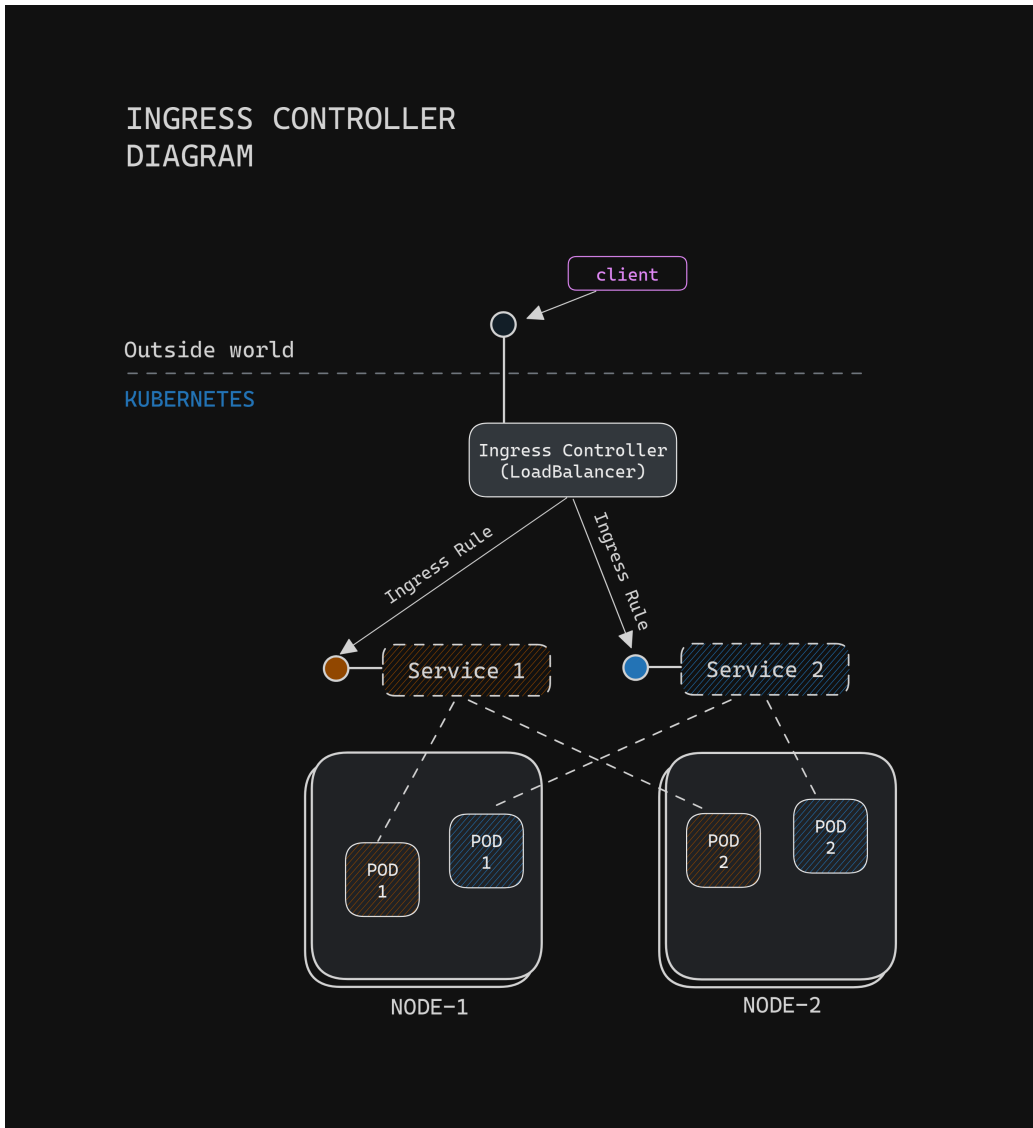 INGRESS CONTROLLER
DIAGRAM
client
Outside world
KUBERNETES
Ingress Controller
(LoadBalancer)
Ingress Rule
Ingress Rule
Service 1
Service 2
POD
1
POD
1
POD
2
POD
2
NODE-1
NODE-2